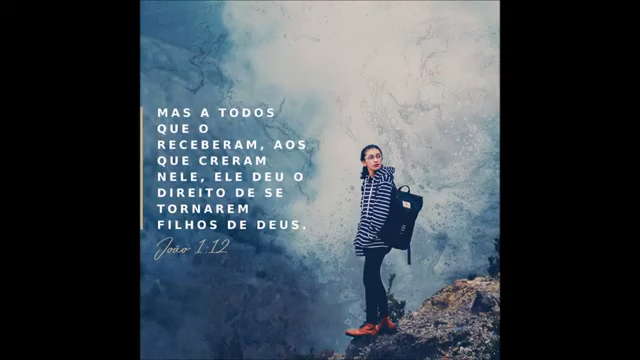 MAS A TODOS
QUE O
RECEBERAM, AOS
QUE CRERAM
NELE, ELE DEU O
DIREITO DE SE
TORNAREM
FILHOS DE DEUS.
João 1:12